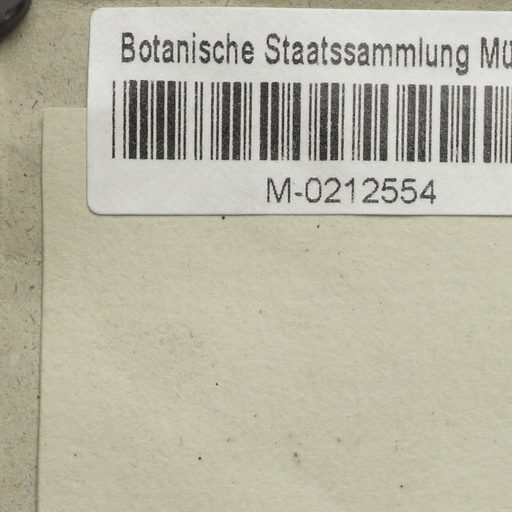 Botanische Staatssammlung Mü
M-0212554